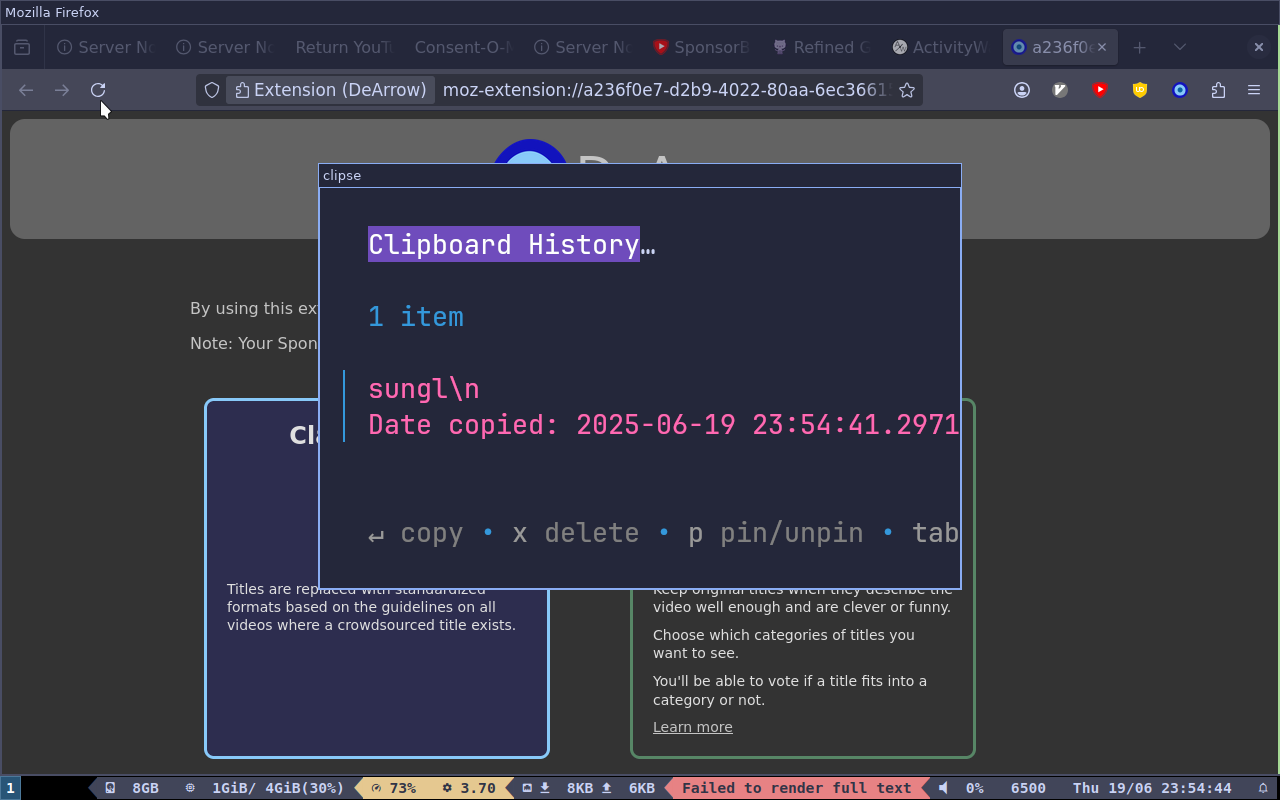 Mozilla Firefox
Server No
Server No
Return YouT
Consent-O-M
Server No
SponsorB
Refined G
ActivityW
a236f0e
Extension (DeArrow)
moz-extension://a236f0e7-d2b9-4022-80aa-6ec36615
clipse
Clipboard History…
1 item
sungl\n
Date copied: 2025-06-19 23:54:41.2971
↵ copy • x delete • p pin/unpin • tab
By using this ex
Note: Your Spon
Cla
Titles are replaced with standardized
formats based on the guidelines on all
videos where a crowdsourced title exists.
Keep original titles when they describe the
video well enough and are clever or funny.
Choose which categories of titles you
want to see.
You'll be able to vote if a title fits into a
category or not.
Learn more
1
8GB
1GiB/ 4GiB(30%)
73%
3.70
8KB
6KB
Failed to render full text
0%
6500
Thu 19/06 23:54:44